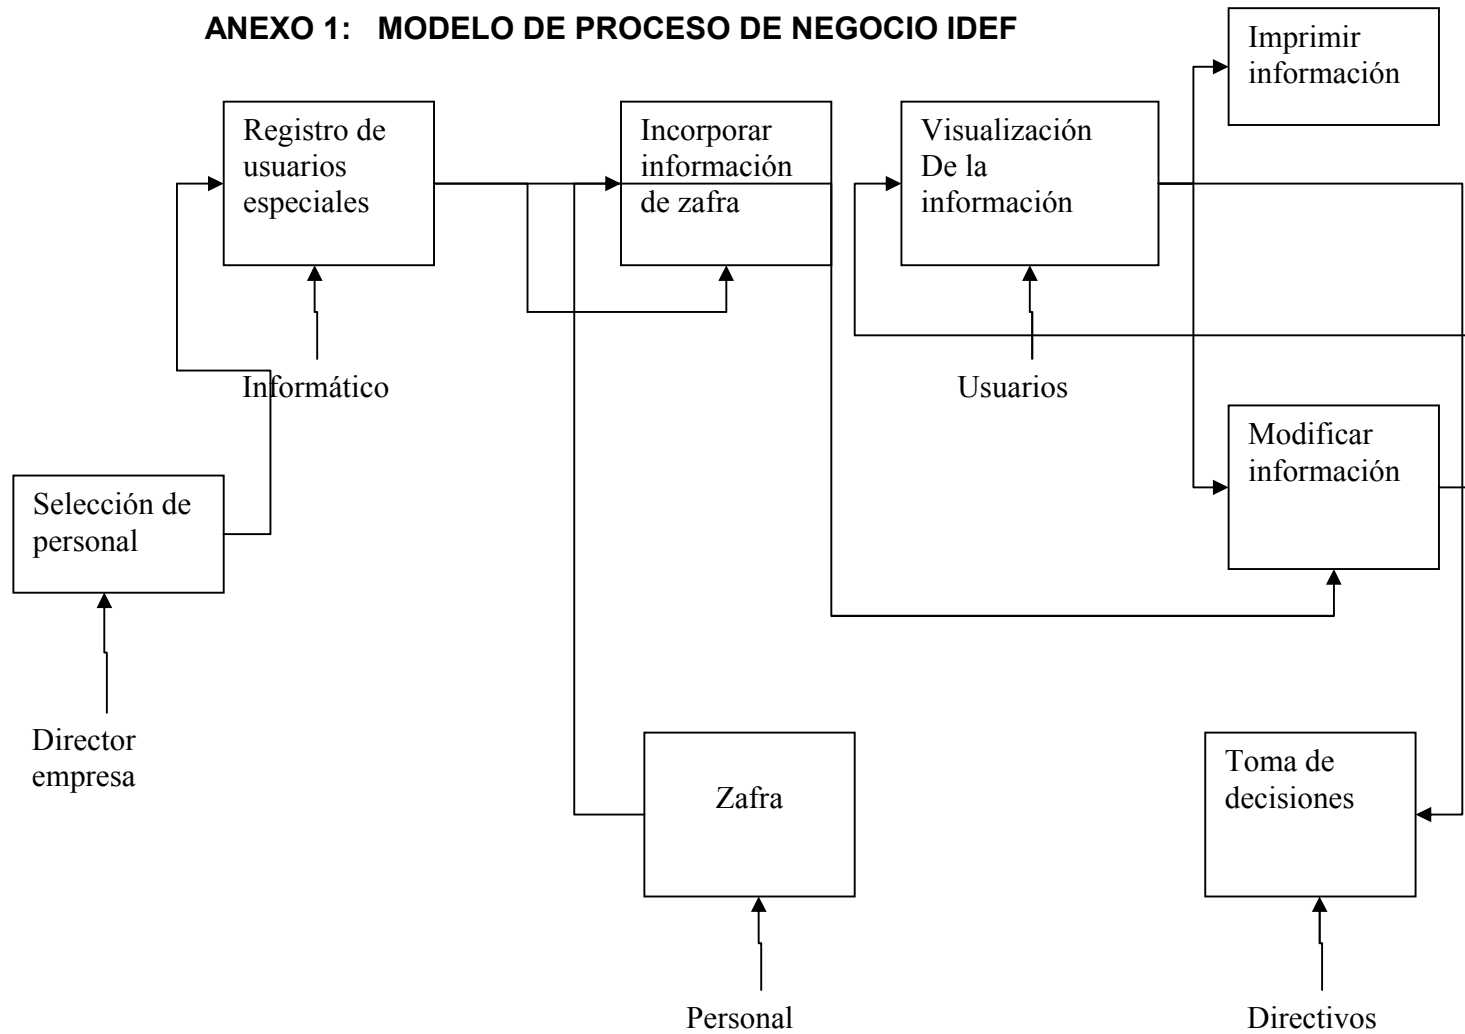 ANEXO 1: MODELO DE PROCESO DE NEGOCIO IDEF
Imprimir
información
Registro de
usuarios
especiales
Incorporar
información
de zafra
Visualización
De la
información
Informático
Usuarios
Modificar
información
Selección de
personal
Director
empresa
Zafra
Toma de
decisiones
Personal
Directivos